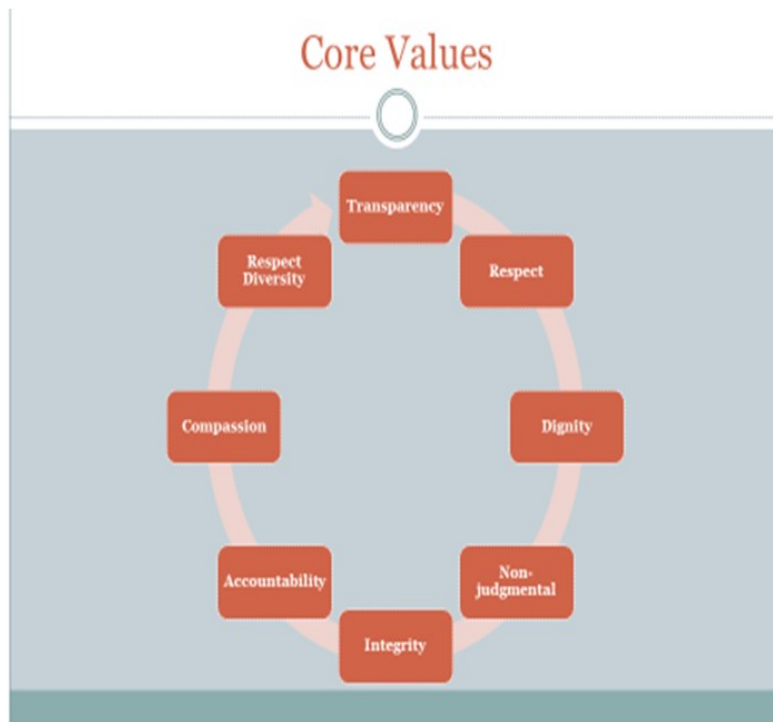 Core Values
Transparency
Respect
Dignity
Non-
judgmental
Integrity
Accountability
Compassion
Respect
Diversity